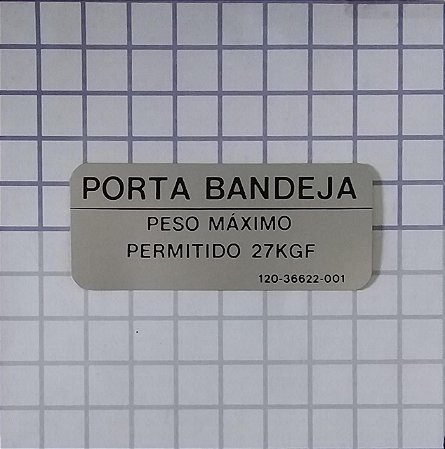 PORTA BANDEJA
PESO MÁXIMO
PERMITIDO 27KGF
120-36622-001